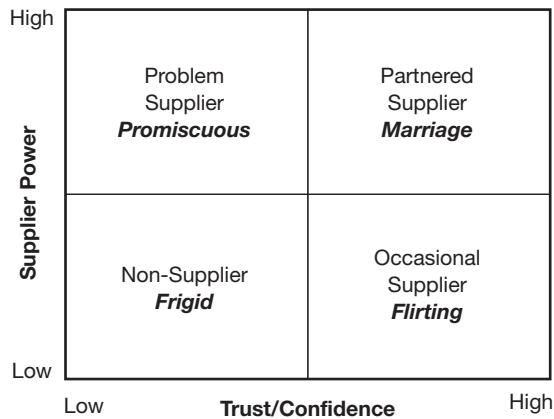 High
Problem
Supplier
Promiscuous
Partnered
Supplier
Marriage
Supplier Power
Non-Supplier
Frigid
Occasional
Supplier
Flirting
Low
Low
Trust/Confidence
High